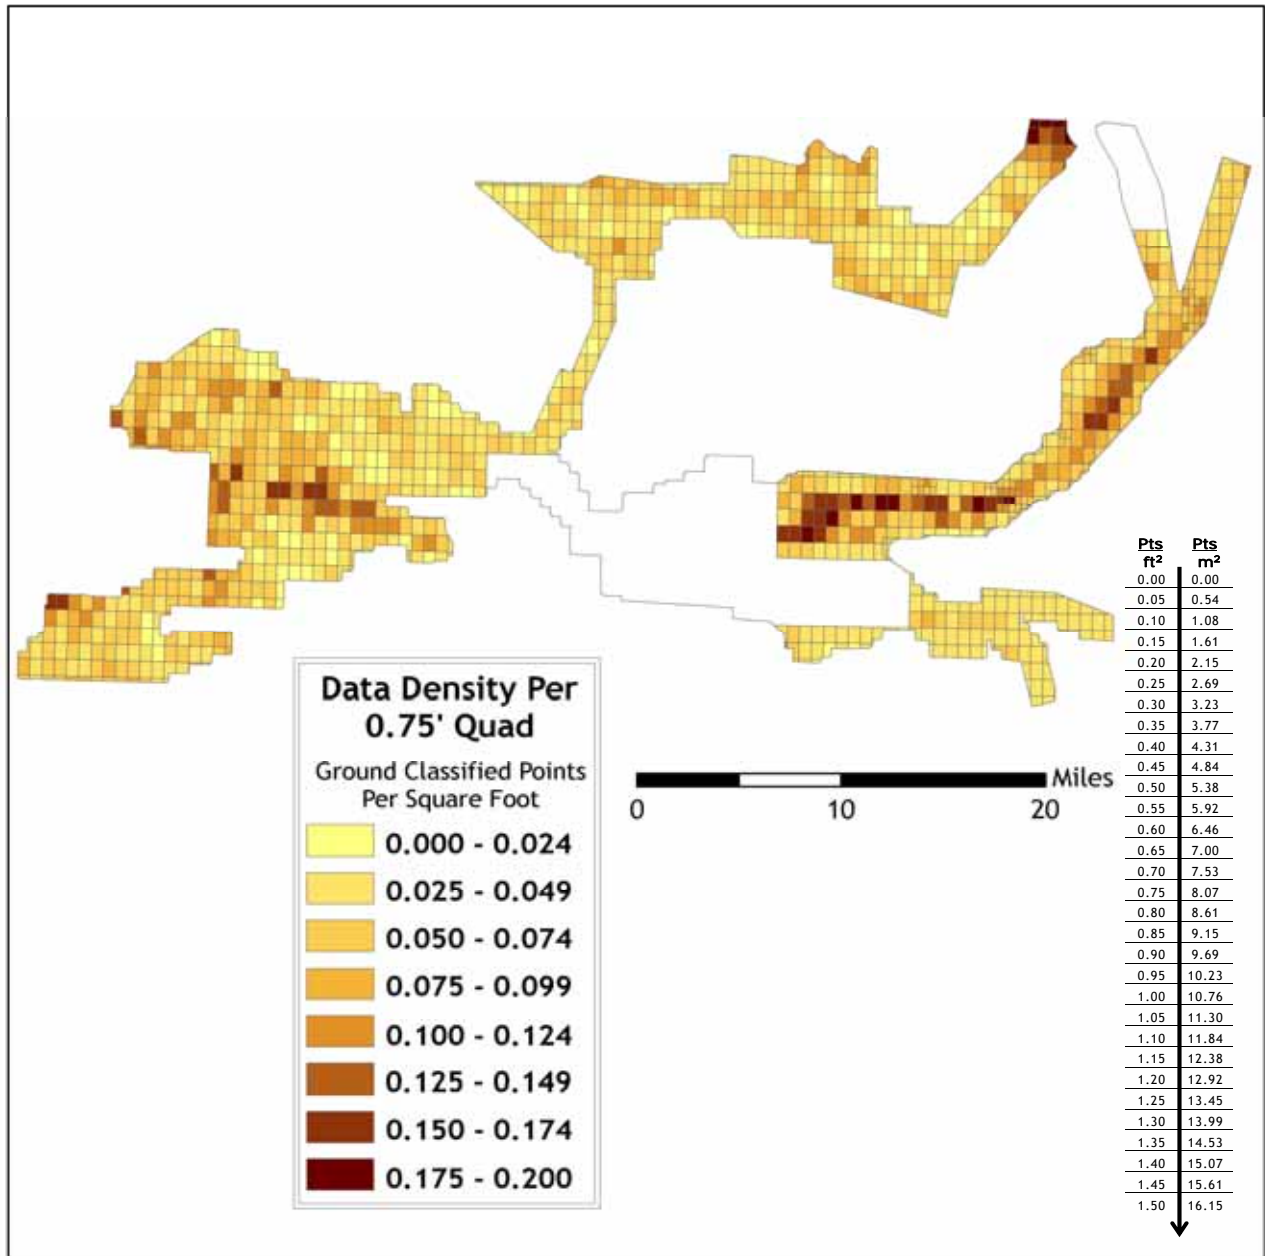 Data Density Per
0.75' Quad
Ground Classified Points
Per Square Foot
0.000 - 0.024
0.025 - 0.049
0.050 - 0.074
0.075 - 0.099
0.100 - 0.124
0.125 - 0.149
0.150 - 0.174
0.175 - 0.200
Miles
0 10 20
Pts Pts
ft² m²
0.00 0.00
0.05 0.54
0.10 1.08
0.15 1.61
0.20 2.15
0.25 2.69
0.30 3.23
0.35 3.77
0.40 4.31
0.45 4.84
0.50 5.38
0.55 5.92
0.60 6.46
0.65 7.00
0.70 7.53
0.75 8.07
0.80 8.61
0.85 9.15
0.90 9.69
0.95 10.23
1.00 10.76
1.05 11.30
1.10 11.84
1.15 12.38
1.20 12.92
1.25 13.45
1.30 13.99
1.35 14.53
1.40 15.07
1.45 15.61
1.50 16.15